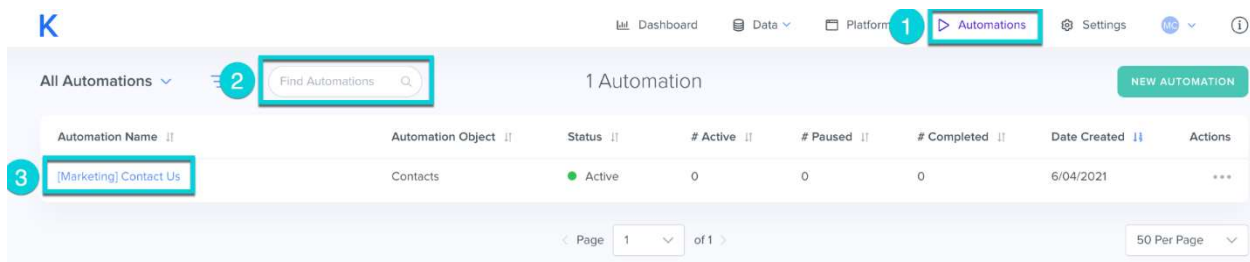 K Dashboard Data Platform 1 Automations Settings MC
All Automations 2 Find Automations 1 Automation NEW AUTOMATION
Automation Name Automation Object Status # Active # Paused # Completed Date Created Actions
3 [Marketing] Contact Us Contacts Active 0 0 0 6/04/2021
Page 1 of 1 50 Per Page